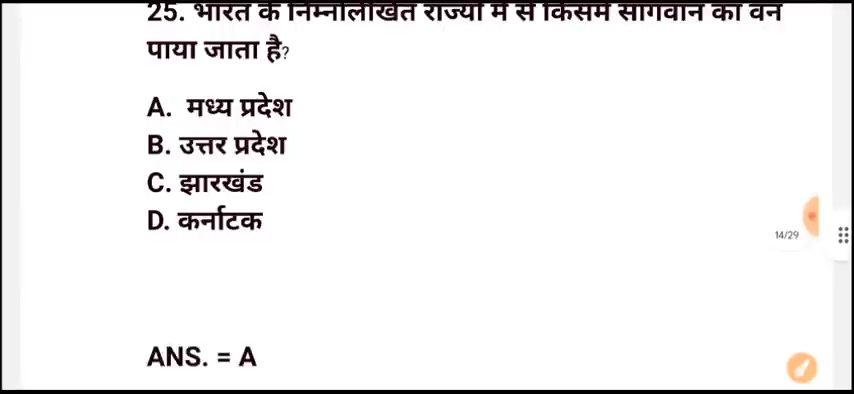 25. भारत के निम्नलिखित राज्यों में से किसमें सागवान का वन
पाया जाता है?
A. मध्य प्रदेश
B. उत्तर प्रदेश
C. झारखंड
D. कर्नाटक
14/29
ANS. = A